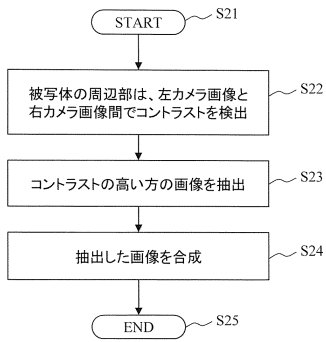 START
S21
被写体の周辺部は、左カメラ画像と
右カメラ画像間でコントラストを検出
S22
コントラストの高い方の画像を抽出
S23
抽出した画像を合成
S24
END
S25